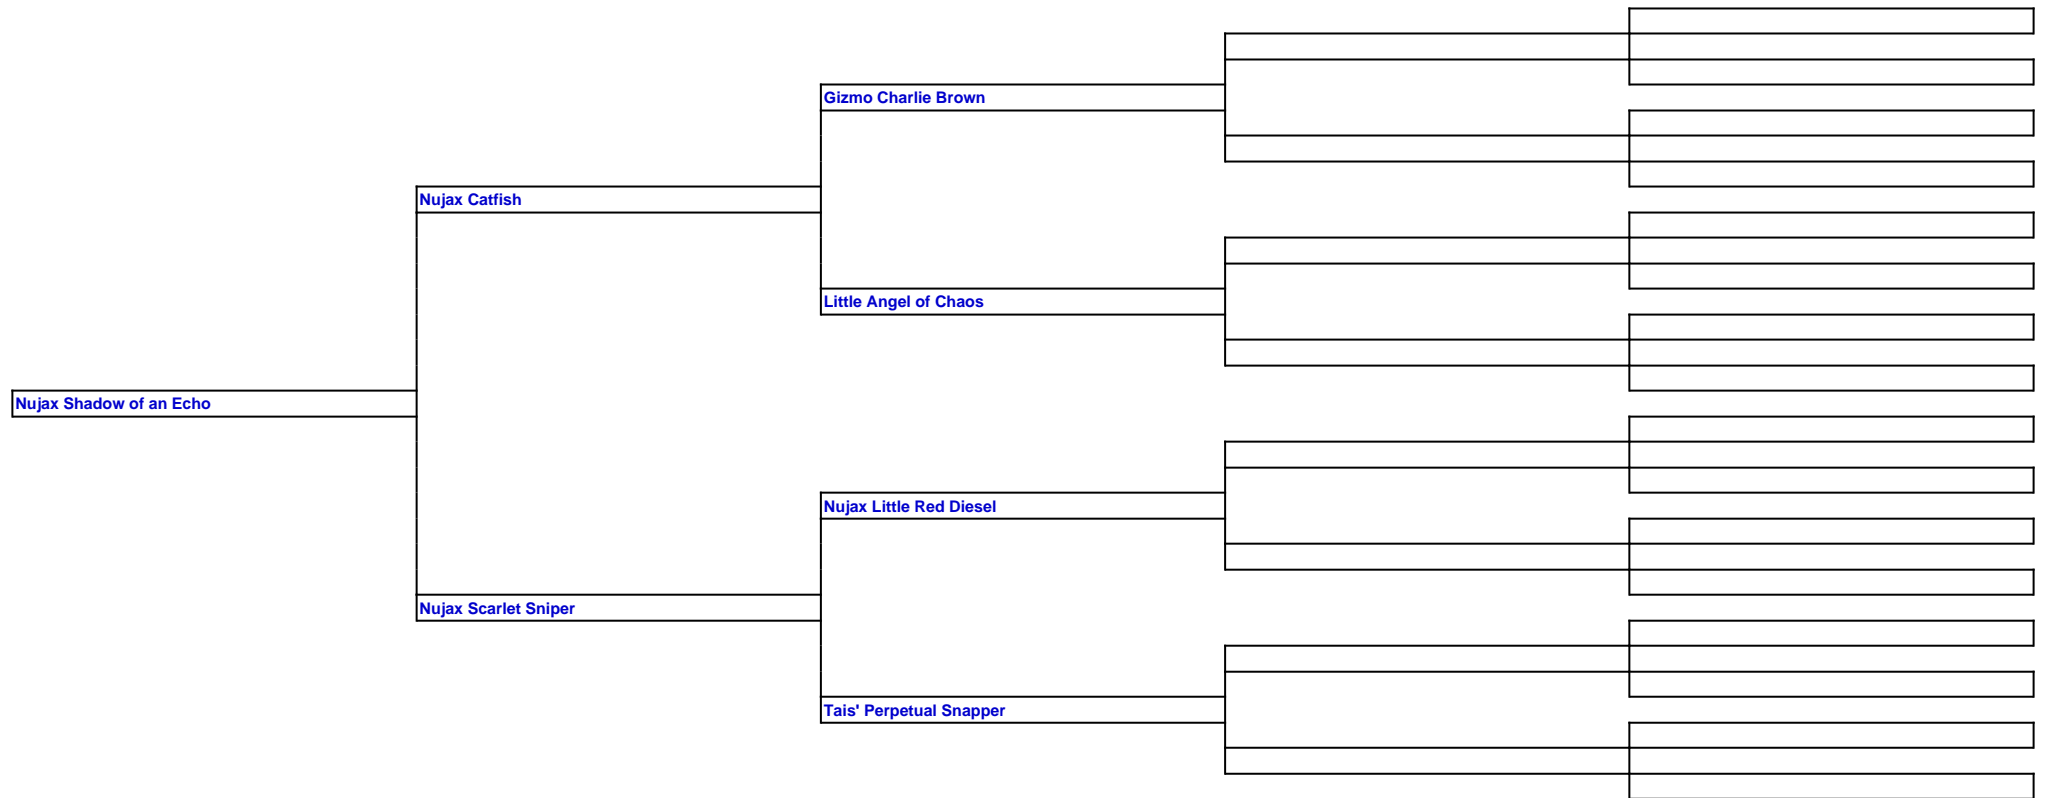 Gizmo Charlie Brown
Nujax Catfish
Little Angel of Chaos
Nujax Shadow of an Echo
Nujax Little Red Diesel
Nujax Scarlet Sniper
Tais' Perpetual Snapper